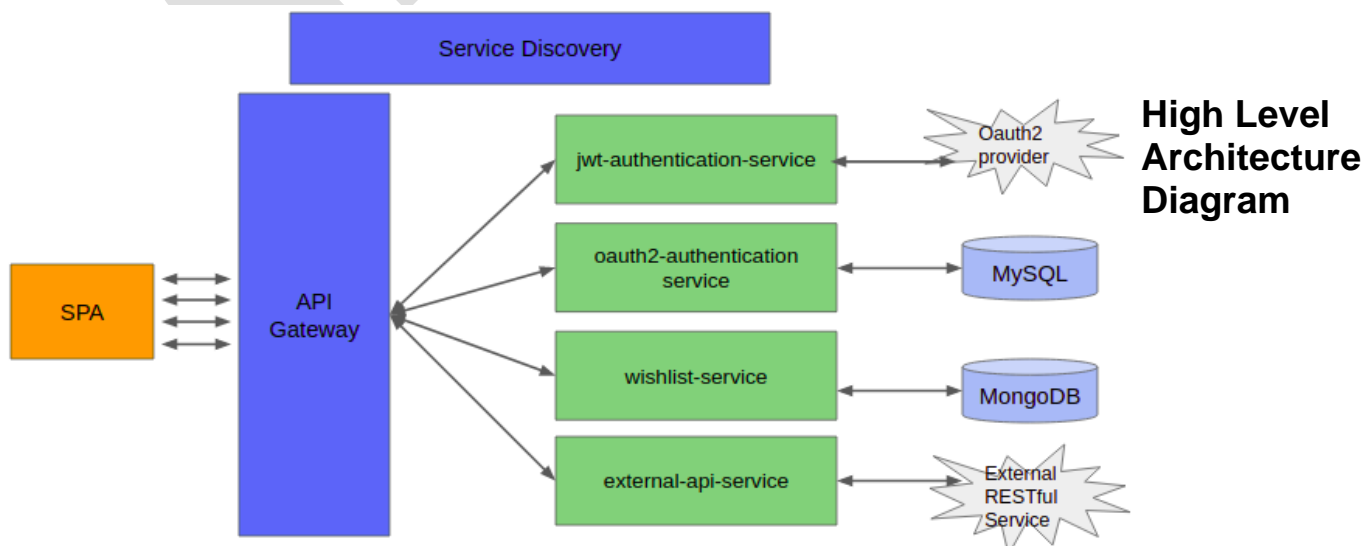 Service Discovery
High Level
Architecture
Diagram
SPA
API
Gateway
jwt-authentication-service
Oauth2
provider
oauth2-authentication
service
MySQL
wishlist-service
MongoDB
external-api-service
External
RESTful
Service